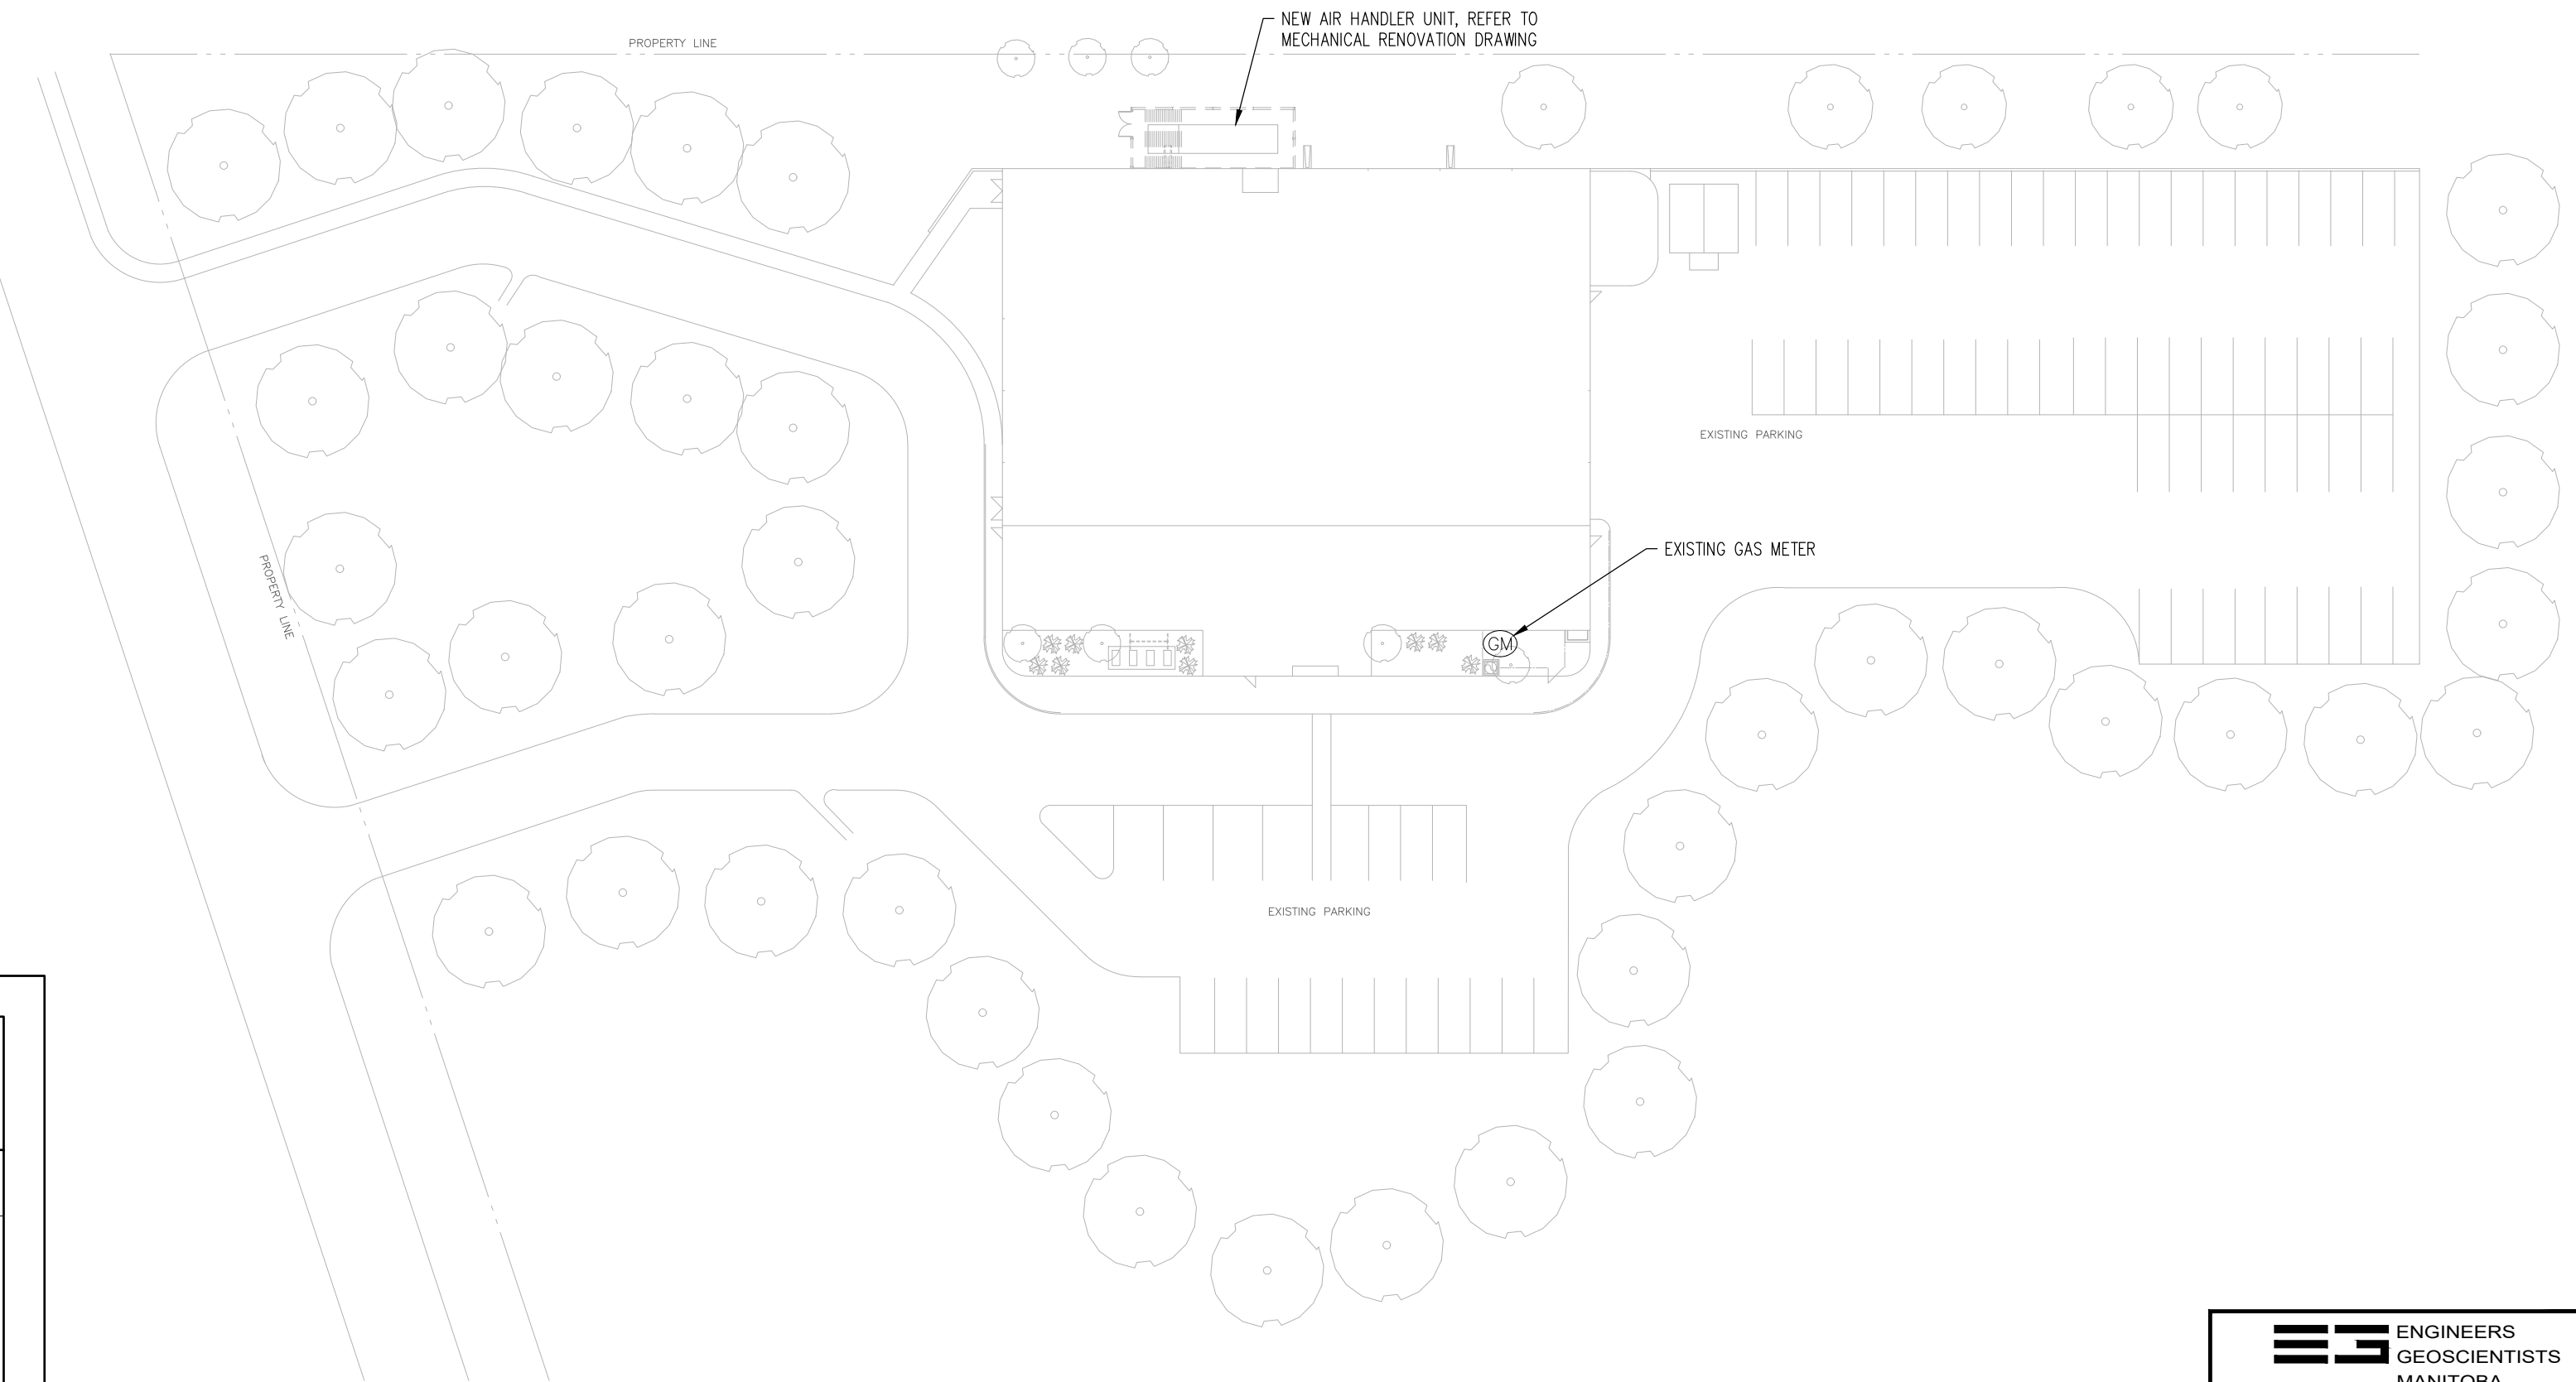 NEW AIR HANDLER UNIT, REFER TO
MECHANICAL RENOVATION DRAWING
PROPERTY LINE
EXISTING PARKING
EXISTING GAS METER
PROPERTY LINE
GM
EXISTING PARKING
ENGINEERS
GEOSCIENTISTS
MANITOBA